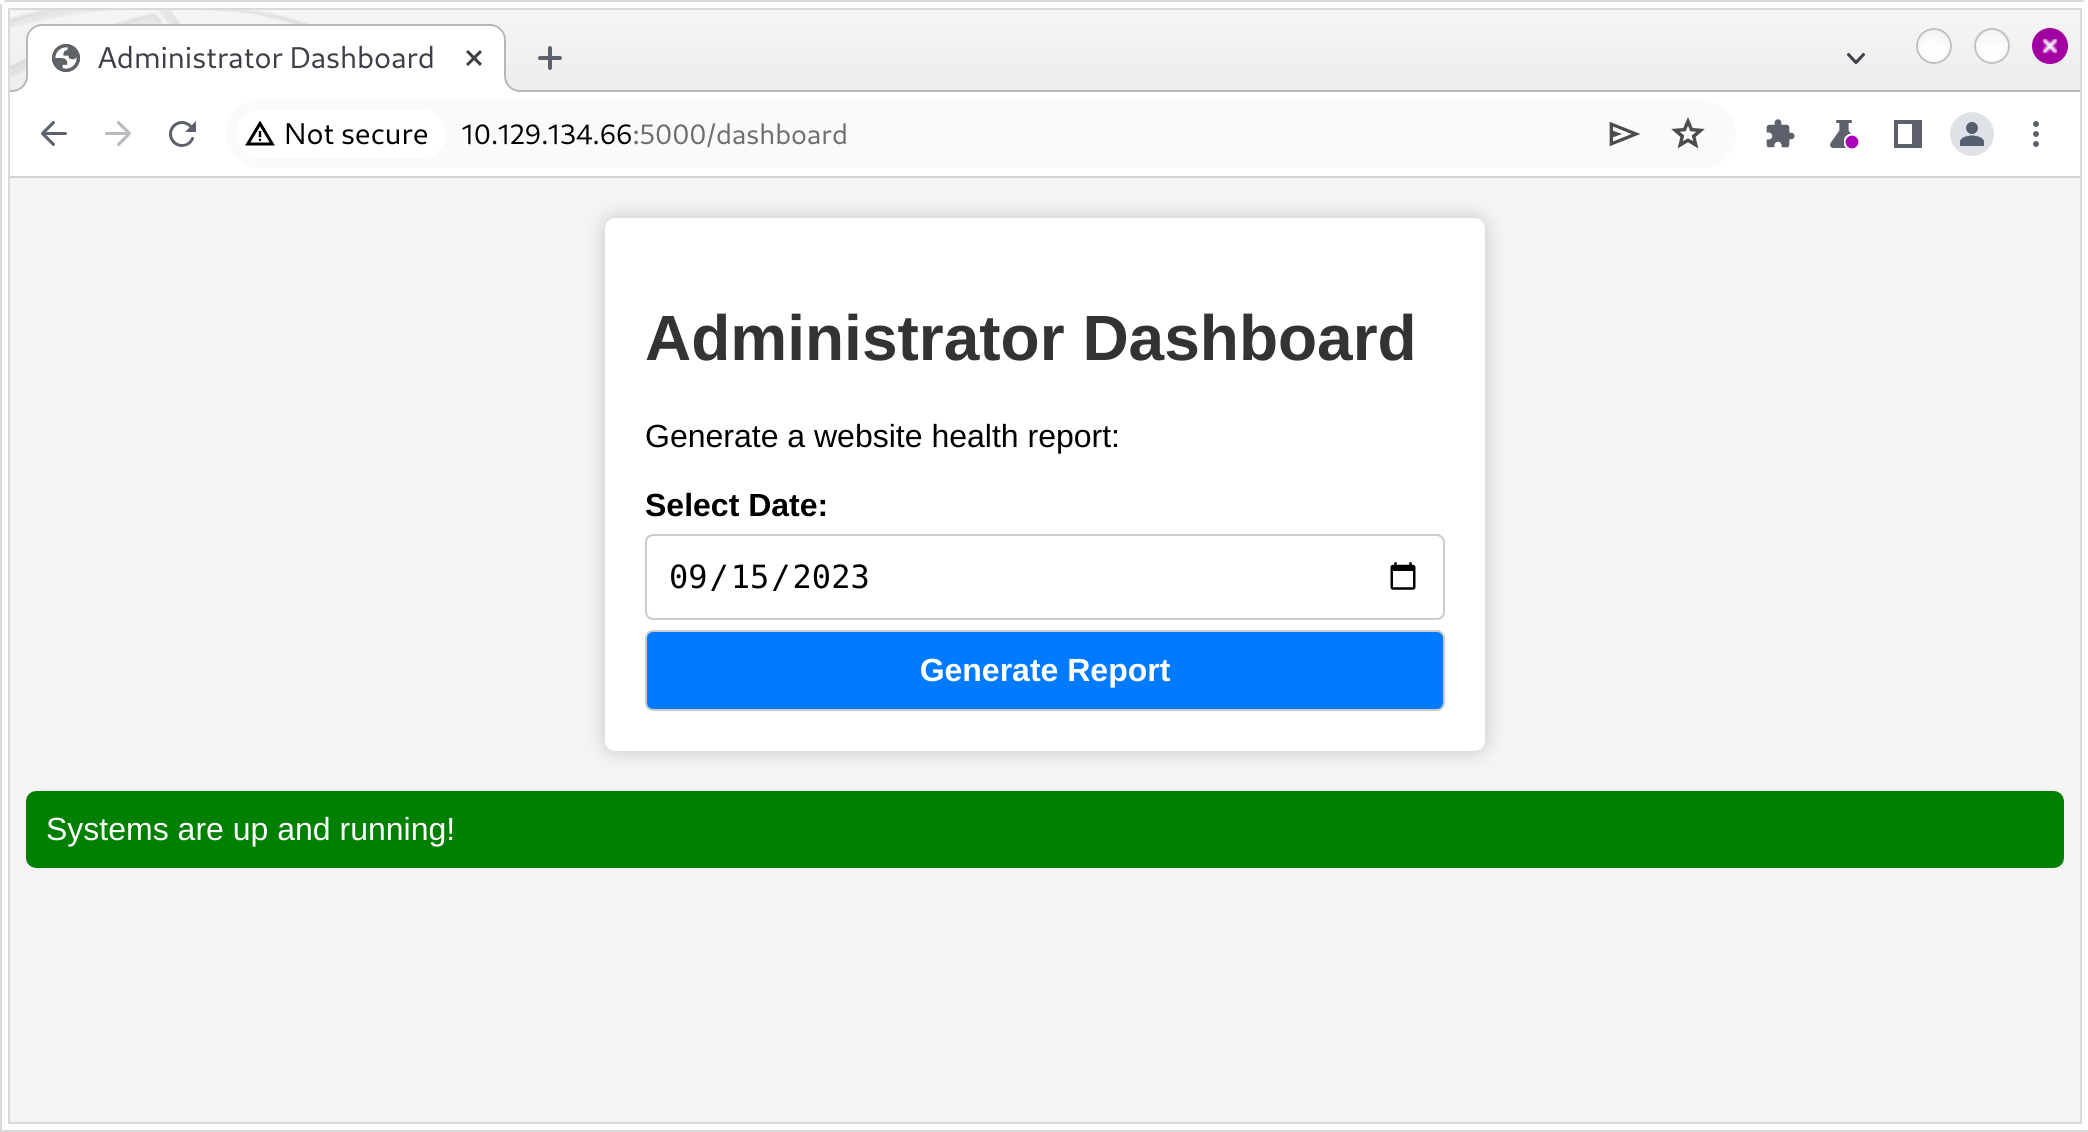 Administrator Dashboard
Not secure 10.129.134.66:5000/dashboard
Administrator Dashboard
Generate a website health report:
Select Date:
09/15/2023
Generate Report
Systems are up and running!